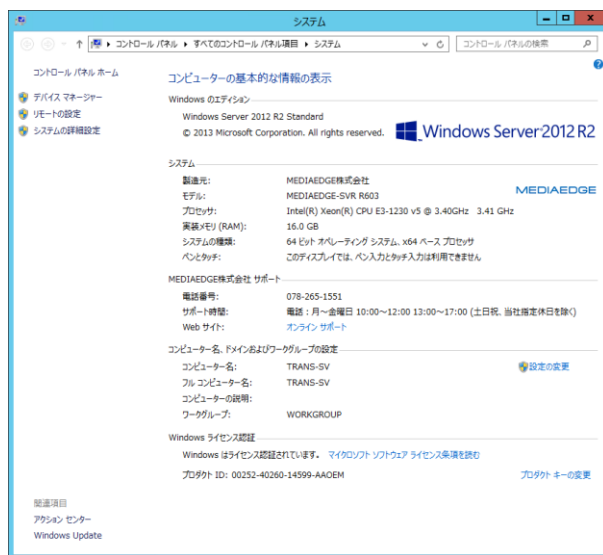 システム
コントロール パネル ▸ すべてのコントロール パネル項目 ▸ システム
コントロール パネルの検索
コントロール パネル ホーム
デバイス マネージャー
リモートの設定
システムの詳細設定
コンピューターの基本的な情報の表示
Windows のエディション
Windows Server 2012 R2 Standard
© 2013 Microsoft Corporation. All rights reserved.
Windows Server 2012 R2
システム
製造元: MEDIAEDGE株式会社
モデル: MEDIAEDGE-SVR R603
プロセッサ: Intel(R) Xeon(R) CPU E3-1230 v5 @ 3.40GHz 3.41 GHz
実装メモリ (RAM): 16.0 GB
システムの種類: 64 ビット オペレーティング システム、x64 ベース プロセッサ
ペンとタッチ: このディスプレイでは、ペン入力とタッチ入力は利用できません
MEDIAEDGE
MEDIAEDGE株式会社 サポート
電話番号: 078-265-1551
サポート時間: 電話：月～金曜日 10:00～12:00 13:00～17:00 (土日祝、当社指定休日を除く)
Web サイト: オンライン サポート
コンピューター名、ドメインおよびワークグループの設定
コンピューター名: TRANS-SV
設定の変更
フル コンピューター名: TRANS-SV
コンピューターの説明:
ワークグループ: WORKGROUP
Windows ライセンス認証
Windows はライセンス認証されています。 マイクロソフト ソフトウェア ライセンス条項を読む
プロダクト ID: 00252-40260-14599-AAOEM
プロダクト キーの変更
関連項目
アクション センター
Windows Update